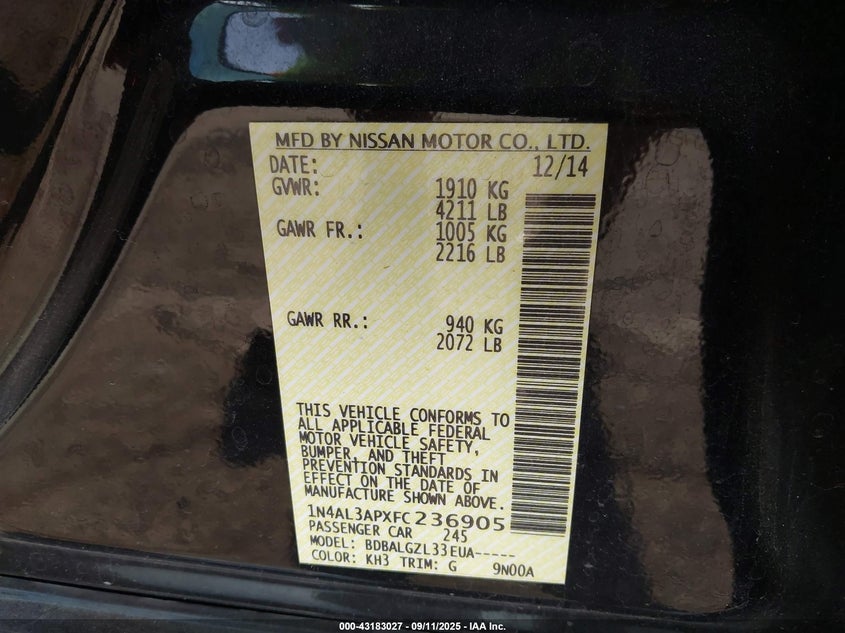 MFD BY NISSAN MOTOR CO., LTD.
DATE: 12/14
GVWR: 1910 KG
4211 LB
GAWR FR.: 1005 KG
2216 LB
GAWR RR.: 940 KG
2072 LB
THIS VEHICLE CONFORMS TO
ALL APPLICABLE FEDERAL
MOTOR VEHICLE SAFETY,
BUMPER, AND THEFT
PREVENTION STANDARDS IN
EFFECT ON THE DATE OF
MANUFACTURE SHOWN ABOVE.
1N4AL3APXFC236905
PASSENGER CAR 245
MODEL: BDBALGZL33EUA-----
COLOR: KH3 TRIM: G 9N00A
000-43183027 - 09/11/2025 - IAA Inc.